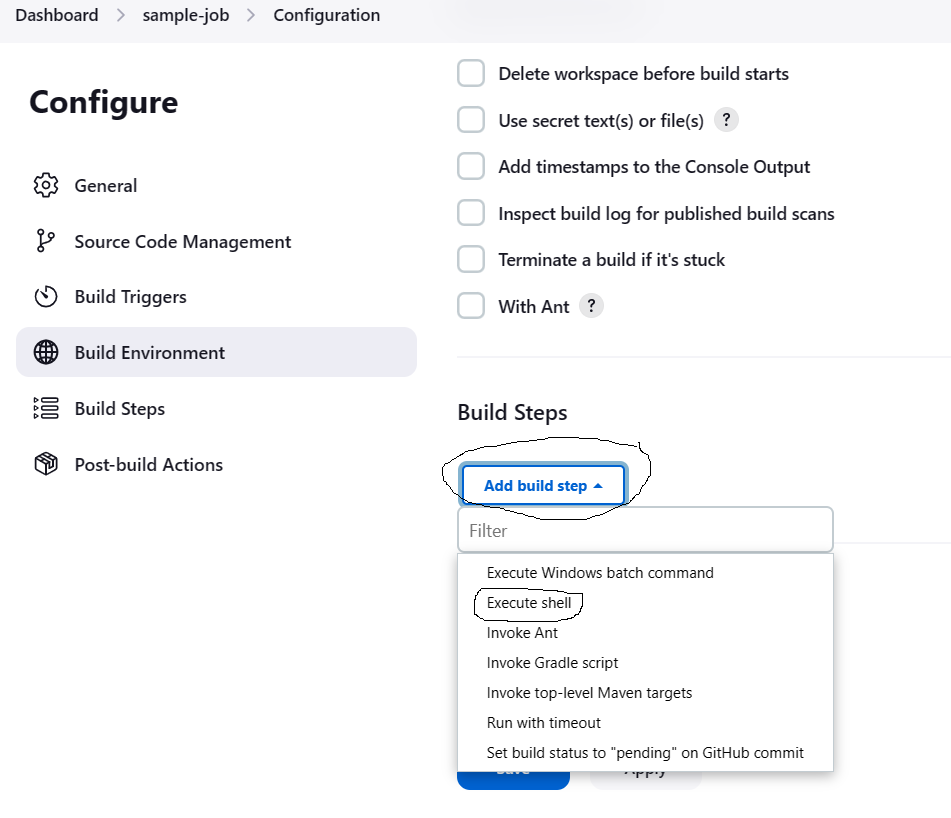 Dashboard > sample-job > Configuration
Configure
General
Source Code Management
Build Triggers
Build Environment
Build Steps
Post-build Actions
Delete workspace before build starts
Use secret text(s) or file(s) ?
Add timestamps to the Console Output
Inspect build log for published build scans
Terminate a build if it's stuck
With Ant ?
Build Steps
Add build step
Filter
Execute Windows batch command
Execute shell
Invoke Ant
Invoke Gradle script
Invoke top-level Maven targets
Run with timeout
Set build status to "pending" on GitHub commit
Save
Apply